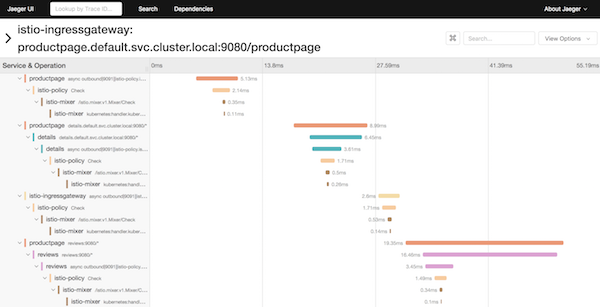 Jaeger UI
Lookup by Trace ID...
Search
Dependencies
About Jaeger
istio-ingressgateway:
productpage.default.svc.cluster.local:9080/productpage
Search...
View Options
Service & Operation
0ms
13.8ms
27.59ms
41.39ms
55.19ms
productpage async outbound|9091||istio-policy.i...
5.13ms
istio-policy Check
2.14ms
istio-mixer /istio.mixer.v1.Mixer/Check
0.35ms
istio-mixer kubernetes:handler.kuber...
0.11ms
productpage details.default.svc.cluster.local:9080/*
8.98ms
details details.default.svc.cluster.local:9080/*
6.45ms
details async outbound|9091||istio-policy.is...
3.61ms
istio-policy Check
1.71ms
istio-mixer /istio.mixer.v1.Mixer/C...
0.3ms
istio-mixer kubernetes:handler....
0.09ms
istio-ingressgateway async outbound|9091||istio-policy...
2.6ms
istio-policy Check
1.71ms
istio-mixer /istio.mixer.v1.Mixer/Check
istio-mixer kubernetes:handler.kuber...
0.14ms
productpage reviews:9080/*
19.30ms
reviews reviews:9080/*
16.46ms
reviews async outbound|9091||istio-policy.is...
3.45ms
istio-policy Check
1.49ms
istio-mixer /istio.mixer.v1.Mixer/C...
0.34ms
istio-mixer kubernetes:handler....
0.1ms